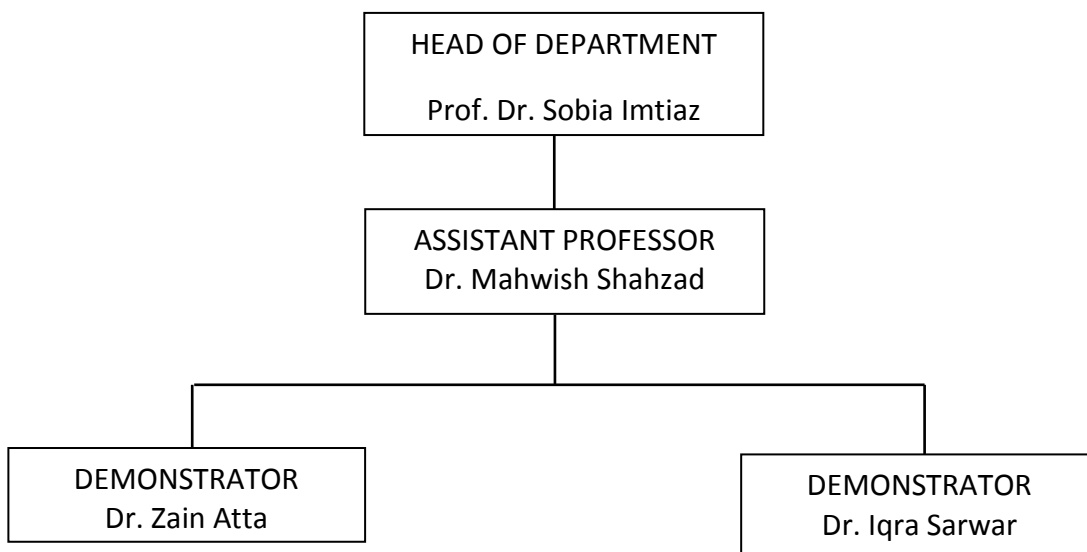 HEAD OF DEPARTMENT
Prof. Dr. Sobia Imtiaz
ASSISTANT PROFESSOR
Dr. Mahwish Shahzad
DEMONSTRATOR
Dr. Zain Atta
DEMONSTRATOR
Dr. Iqra Sarwar